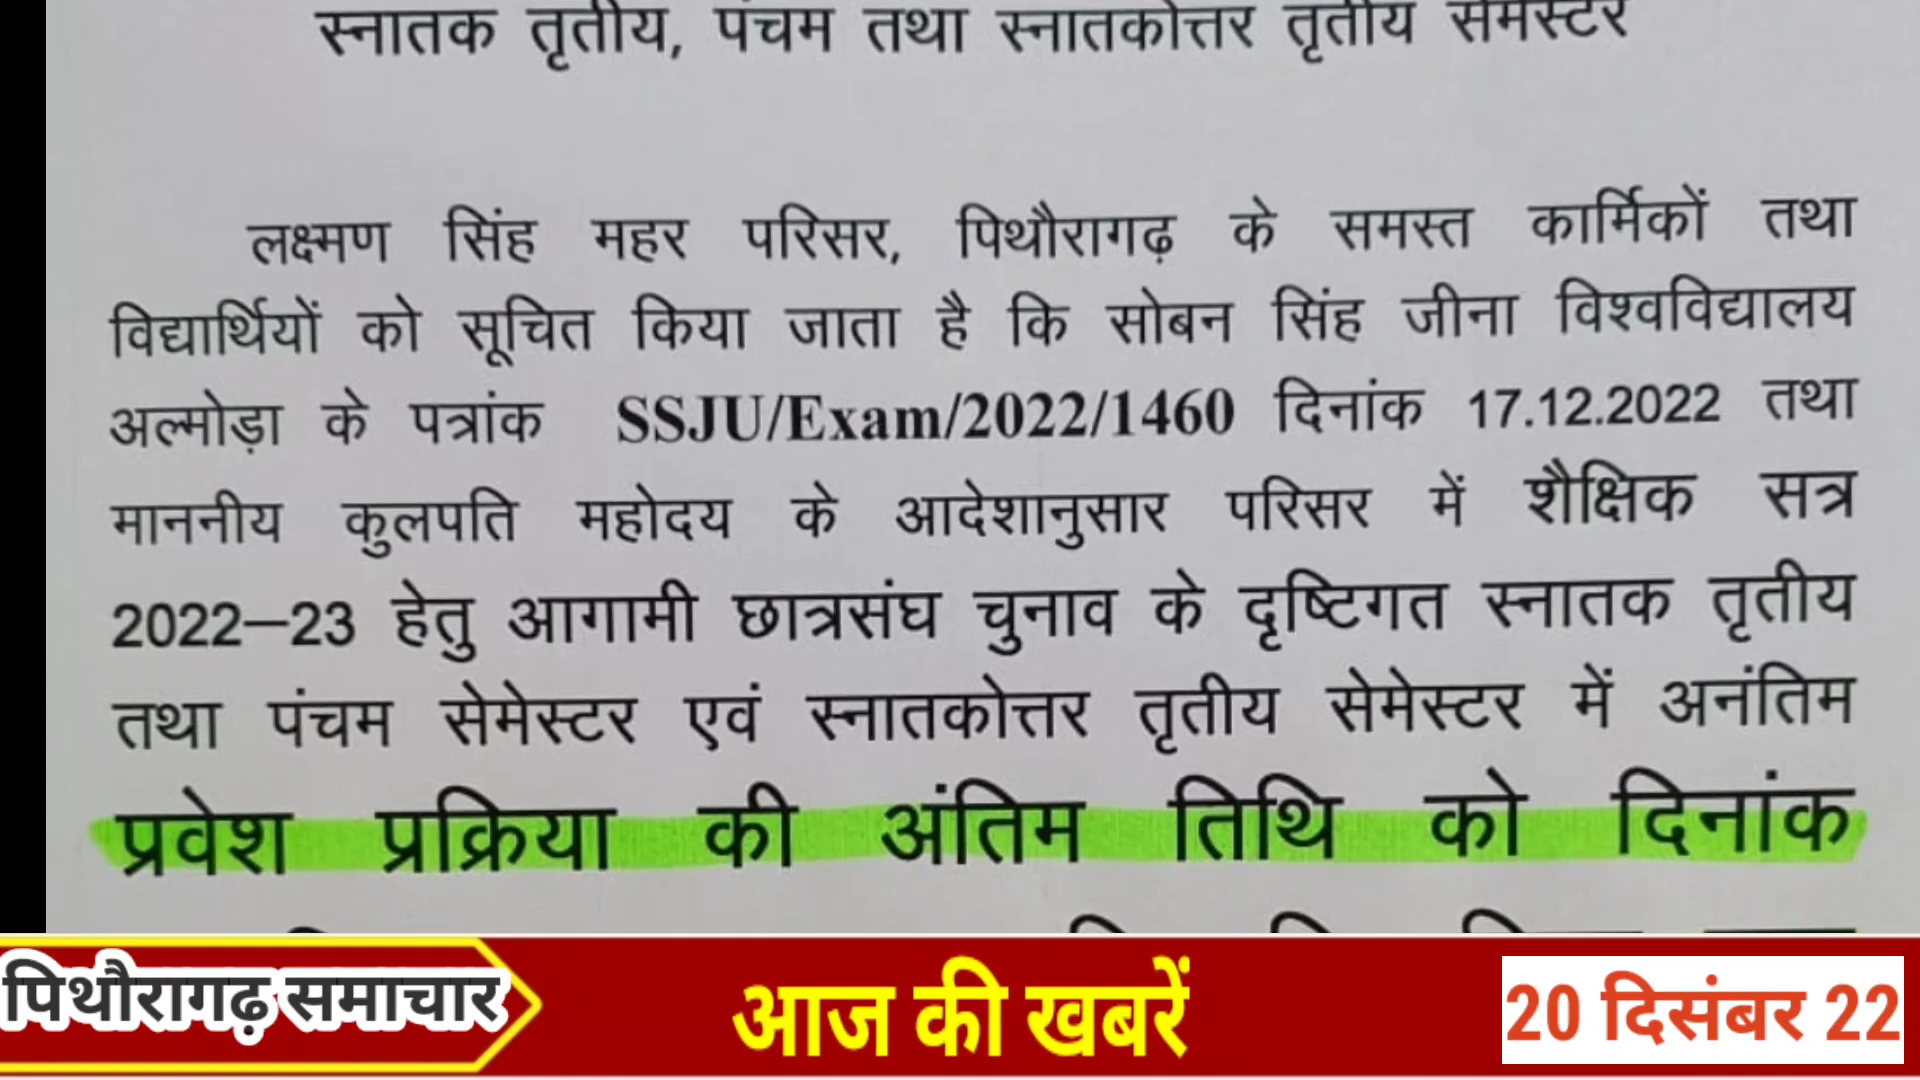 स्नातक तृतीय, पंचम तथा स्नातकोत्तर तृतीय सेमेस्टर
लक्ष्मण सिंह महर परिसर, पिथौरागढ़ के समस्त कार्मिकों तथा
विद्यार्थियों को सूचित किया जाता है कि सोबन सिंह जीना विश्वविद्यालय
अल्मोड़ा के पत्रांक SSJU/Exam/2022/1460 दिनांक 17.12.2022 तथा
माननीय कुलपति महोदय के आदेशानुसार परिसर में शैक्षिक सत्र
2022–23 हेतु आगामी छात्रसंघ चुनाव के दृष्टिगत स्नातक तृतीय
तथा पंचम सेमेस्टर एवं स्नातकोत्तर तृतीय सेमेस्टर में अनंतिम
प्रवेश प्रक्रिया की अंतिम तिथि को दिनांक
पिथौरागढ़ समाचार
आज की खबरें
20 दिसंबर 22